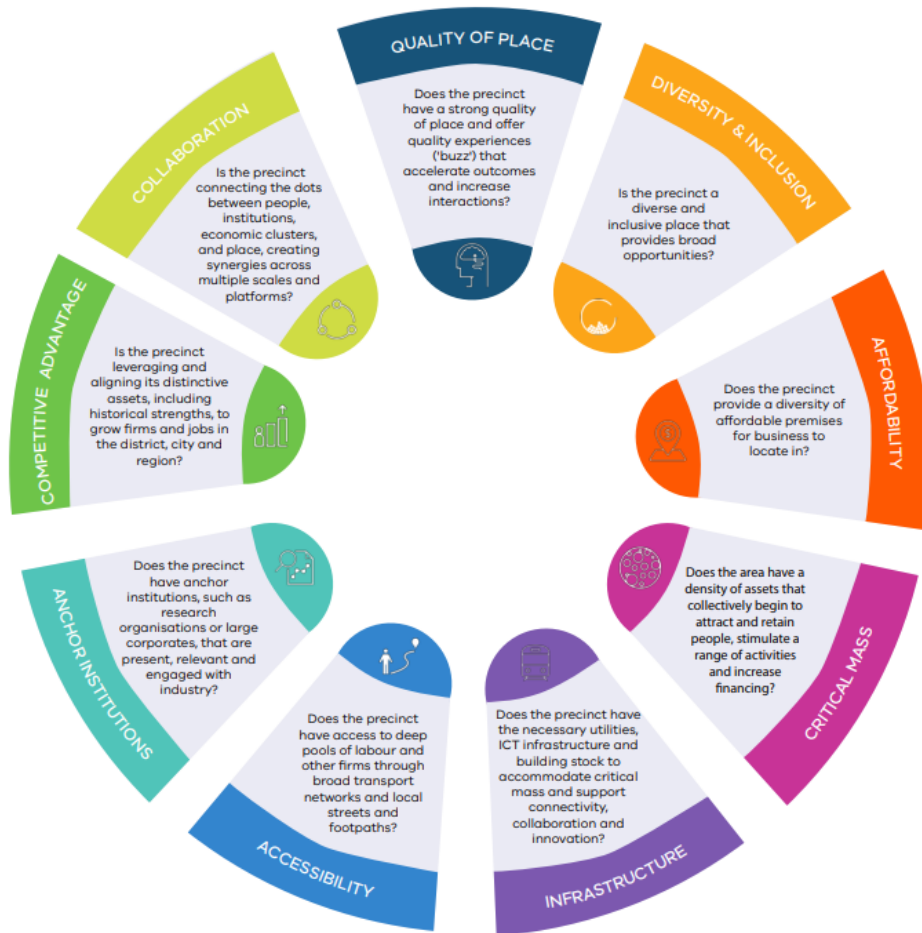 QUALITY OF PLACE
Does the precinct
have a strong quality
of place and offer
quality experiences
('buzz') that
accelerate outcomes
and increase
interactions?
DIVERSITY & INCLUSION
Is the precinct a
diverse and
inclusive place that
provides broad
opportunities?
AFFORDABILITY
Does the precinct
provide a diversity of
affordable premises
for business to
locate in?
$
CRITICAL MASS
Does the area have a
density of assets that
collectively begin to
attract and retain
people, stimulate a
range of activities
and increase
financing?
INFRASTRUCTURE
Does the precinct have
the necessary utilities,
ICT infrastructure and
building stock to
accommodate critical
mass and support
connectivity,
collaboration and
innovation?
ACCESSIBILITY
Does the precinct
have access to deep
pools of labour and
other firms through
broad transport
networks and local
streets and
footpaths?
ANCHOR INSTITUTIONS
Does the precinct
have anchor
institutions, such as
research
organisations or large
corporates, that are
present, relevant and
engaged with
industry?
COMPETITIVE ADVANTAGE
Is the precinct
leveraging and
aligning its distinctive
assets, including
historical strengths, to
grow firms and jobs in
the district, city and
region?
COLLABORATION
Is the precinct
connecting the dots
between people,
institutions,
economic clusters,
and place, creating
synergies across
multiple scales and
platforms?